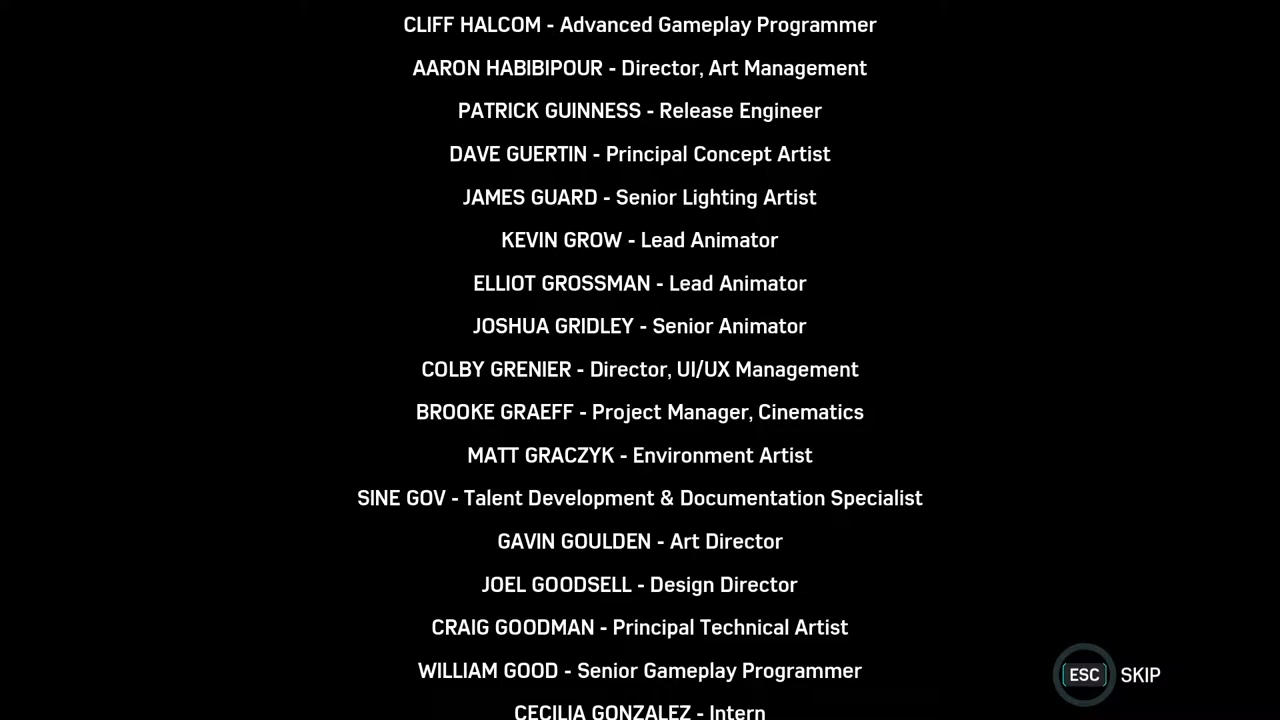 CLIFF HALCOM - Advanced Gameplay Programmer
AARON HABIBIPOUR - Director, Art Management
PATRICK GUINNESS - Release Engineer
DAVE GUERTIN - Principal Concept Artist
JAMES GUARD - Senior Lighting Artist
KEVIN GROW - Lead Animator
ELLIOT GROSSMAN - Lead Animator
JOSHUA GRIDLEY - Senior Animator
COLBY GRENIER - Director, UI/UX Management
BROOKE GRAEFF - Project Manager, Cinematics
MATT GRACZYK - Environment Artist
SINE GOV - Talent Development & Documentation Specialist
GAVIN GOULDEN - Art Director
JOEL GOODSELL - Design Director
CRAIG GOODMAN - Principal Technical Artist
WILLIAM GOOD - Senior Gameplay Programmer
ESC SKIP
CECILIA GONZALEZ - Intern